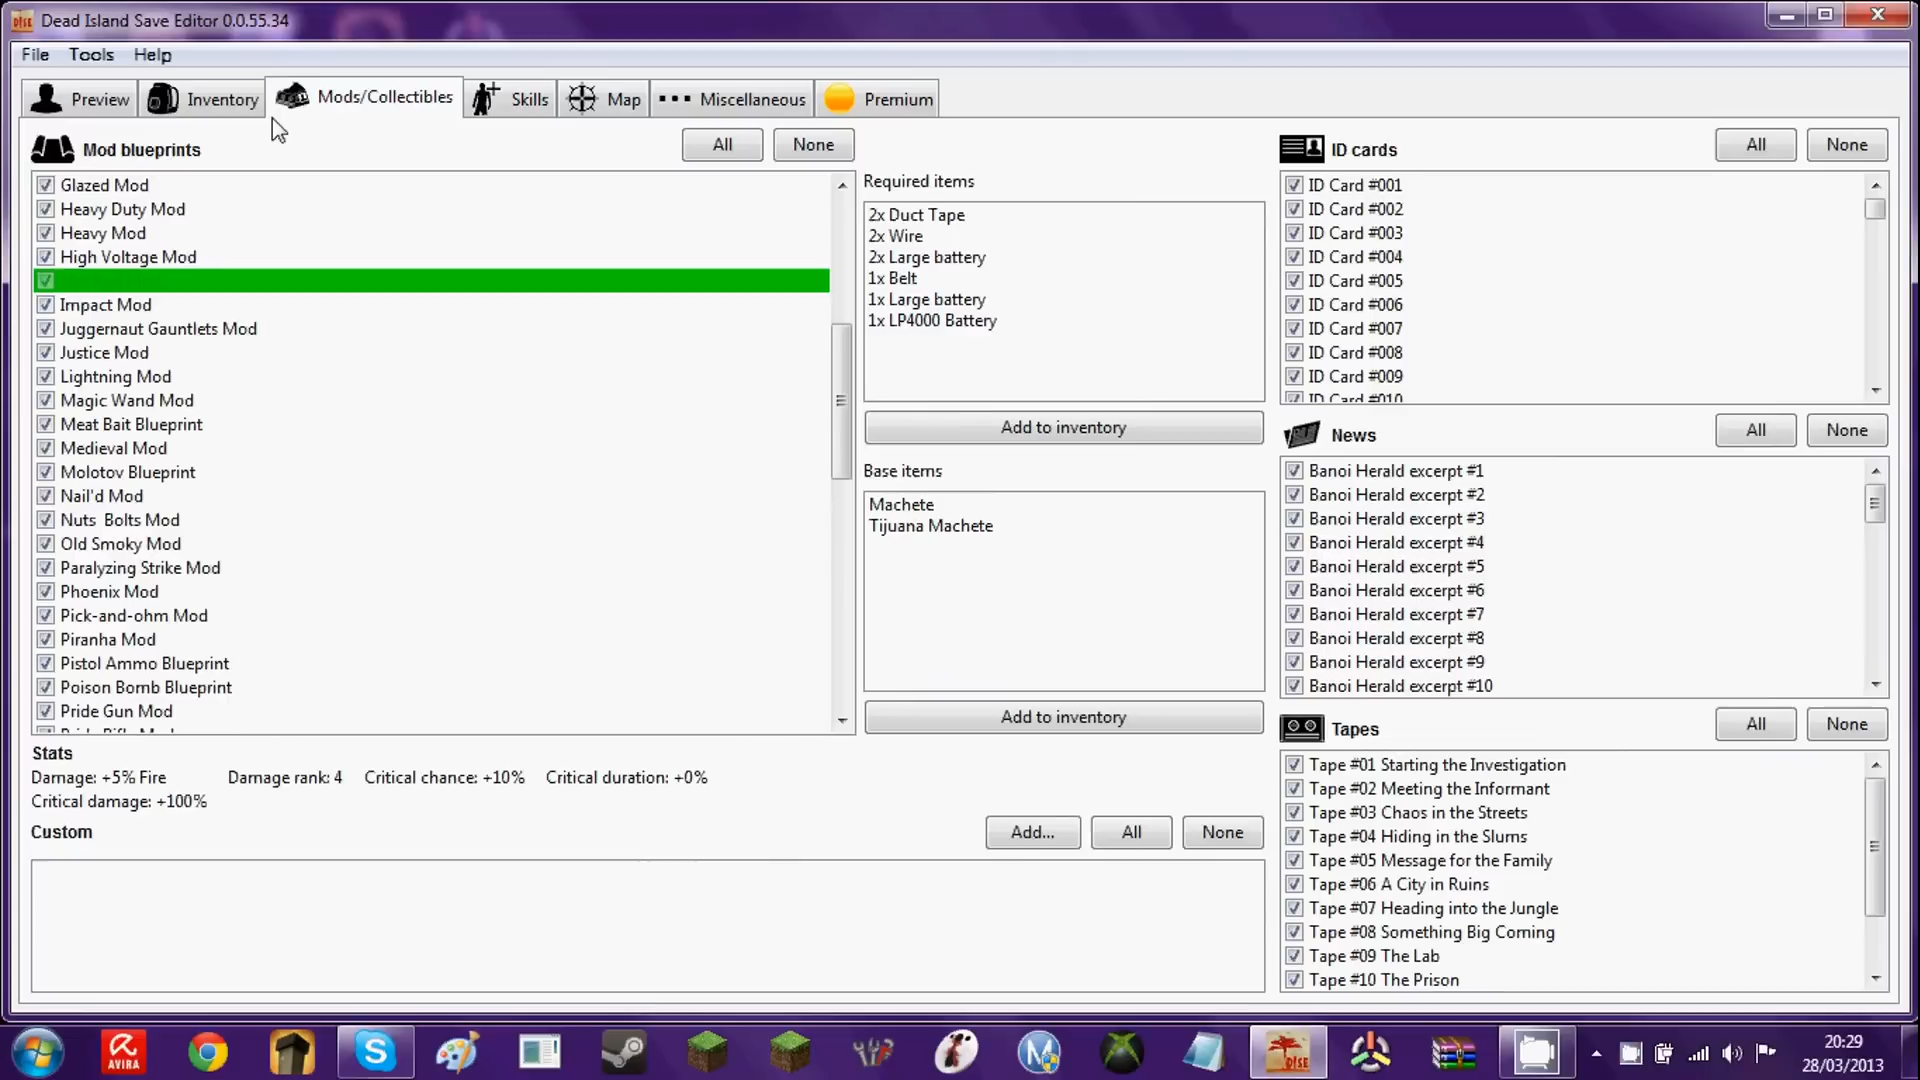 Dead Island Save Editor 0.0.55.34
File Tools Help
Preview Inventory Mods/Collectibles Skills Map Miscellaneous Premium
Mod blueprints
All None
Glazed Mod
Heavy Duty Mod
Heavy Mod
High Voltage Mod
Impact Mod
Juggernaut Gauntlets Mod
Justice Mod
Lightning Mod
Magic Wand Mod
Meat Bait Blueprint
Medieval Mod
Molotov Blueprint
Nail'd Mod
Nuts Bolts Mod
Old Smoky Mod
Paralyzing Strike Mod
Phoenix Mod
Pick-and-ohm Mod
Piranha Mod
Pistol Ammo Blueprint
Poison Bomb Blueprint
Pride Gun Mod
Required items
2x Duct Tape
2x Wire
2x Large battery
1x Belt
1x Large battery
1x LP4000 Battery
Add to inventory
Base items
Machete
Tijuana Machete
Add to inventory
Stats
Damage: +5% Fire Damage rank: 4 Critical chance: +10% Critical duration: +0%
Critical damage: +100%
Custom
Add... All None
ID cards
All None
ID Card #001
ID Card #002
ID Card #003
ID Card #004
ID Card #005
ID Card #006
ID Card #007
ID Card #008
ID Card #009
ID Card #010
News
All None
Banoi Herald excerpt #1
Banoi Herald excerpt #2
Banoi Herald excerpt #3
Banoi Herald excerpt #4
Banoi Herald excerpt #5
Banoi Herald excerpt #6
Banoi Herald excerpt #7
Banoi Herald excerpt #8
Banoi Herald excerpt #9
Banoi Herald excerpt #10
Tapes
All None
Tape #01 Starting the Investigation
Tape #02 Meeting the Informant
Tape #03 Chaos in the Streets
Tape #04 Hiding in the Slums
Tape #05 Message for the Family
Tape #06 A City in Ruins
Tape #07 Heading into the Jungle
Tape #08 Something Big Coming
Tape #09 The Lab
Tape #10 The Prison
AVIRA
DISE
20:29
28/03/2013